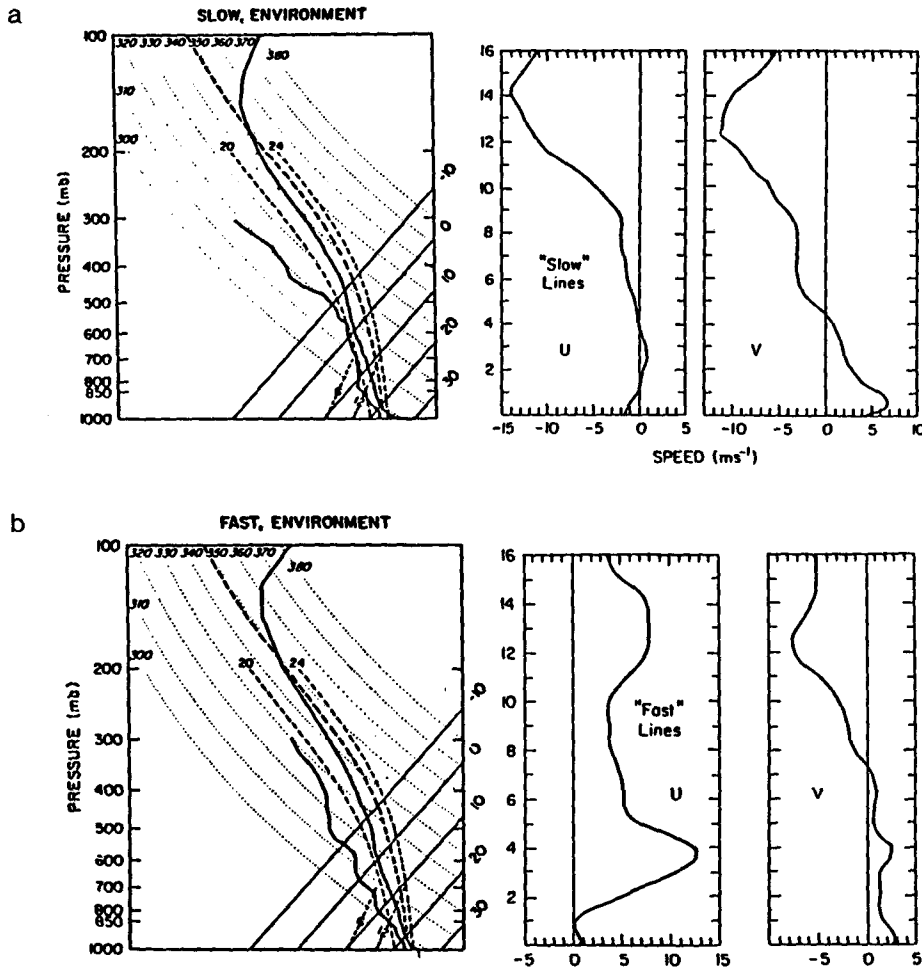 a
SLOW, ENVIRONMENT
100
320 330 340 350 360 370
380
310
300
200
20
24
300
400
500
600
700
800
850
1000
PRESSURE (mb)
-10
0
10
20
30
16
14
12
10
8
6
4
2
"Slow"
Lines
U
V
-15 -10 -5 0 5
-10 -5 0 5 10
SPEED (ms⁻¹)
b
FAST, ENVIRONMENT
100
320 330 340 350 360 370
380
310
300
200
20
24
300
400
500
600
700
800
850
1000
PRESSURE (mb)
-10
0
10
20
30
16
14
12
10
8
6
4
2
"Fast"
Lines
U
V
-5 0 5 10 15
-5 0 5